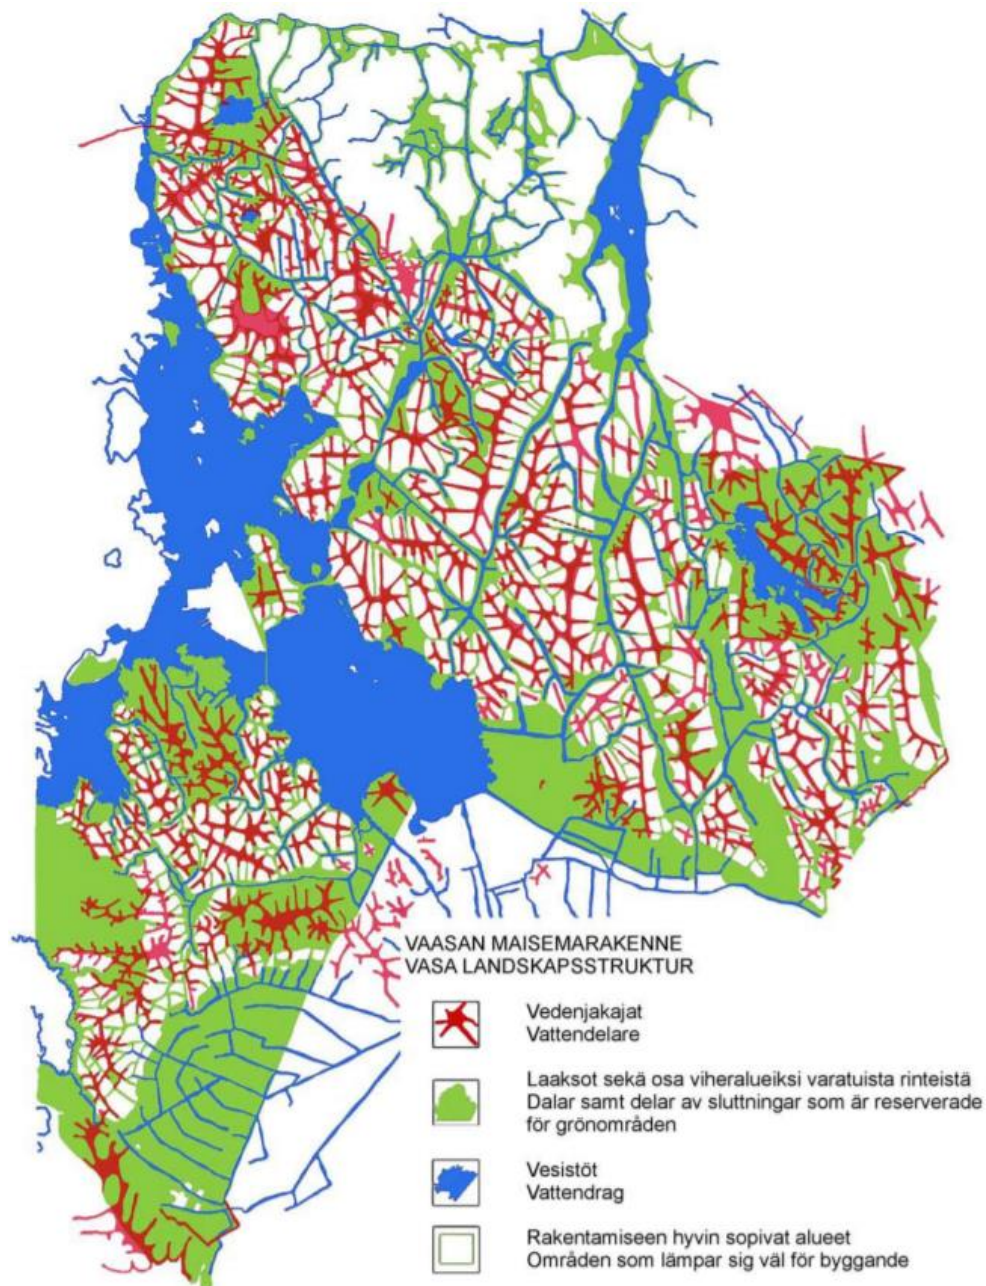 VAASAN MAISEMARAKENNE
VASA LANDSKAPSSTRUKTUR
Vedenjakajat
Vattendelare
Laaksot sekä osa viheralueiksi varatuista rinteistä
Dalar samt delar av sluttningar som är reserverade
för grönområden
Vesistöt
Vattendrag
Rakentamiseen hyvin sopivat alueet
Områden som lämpar sig väl för byggande